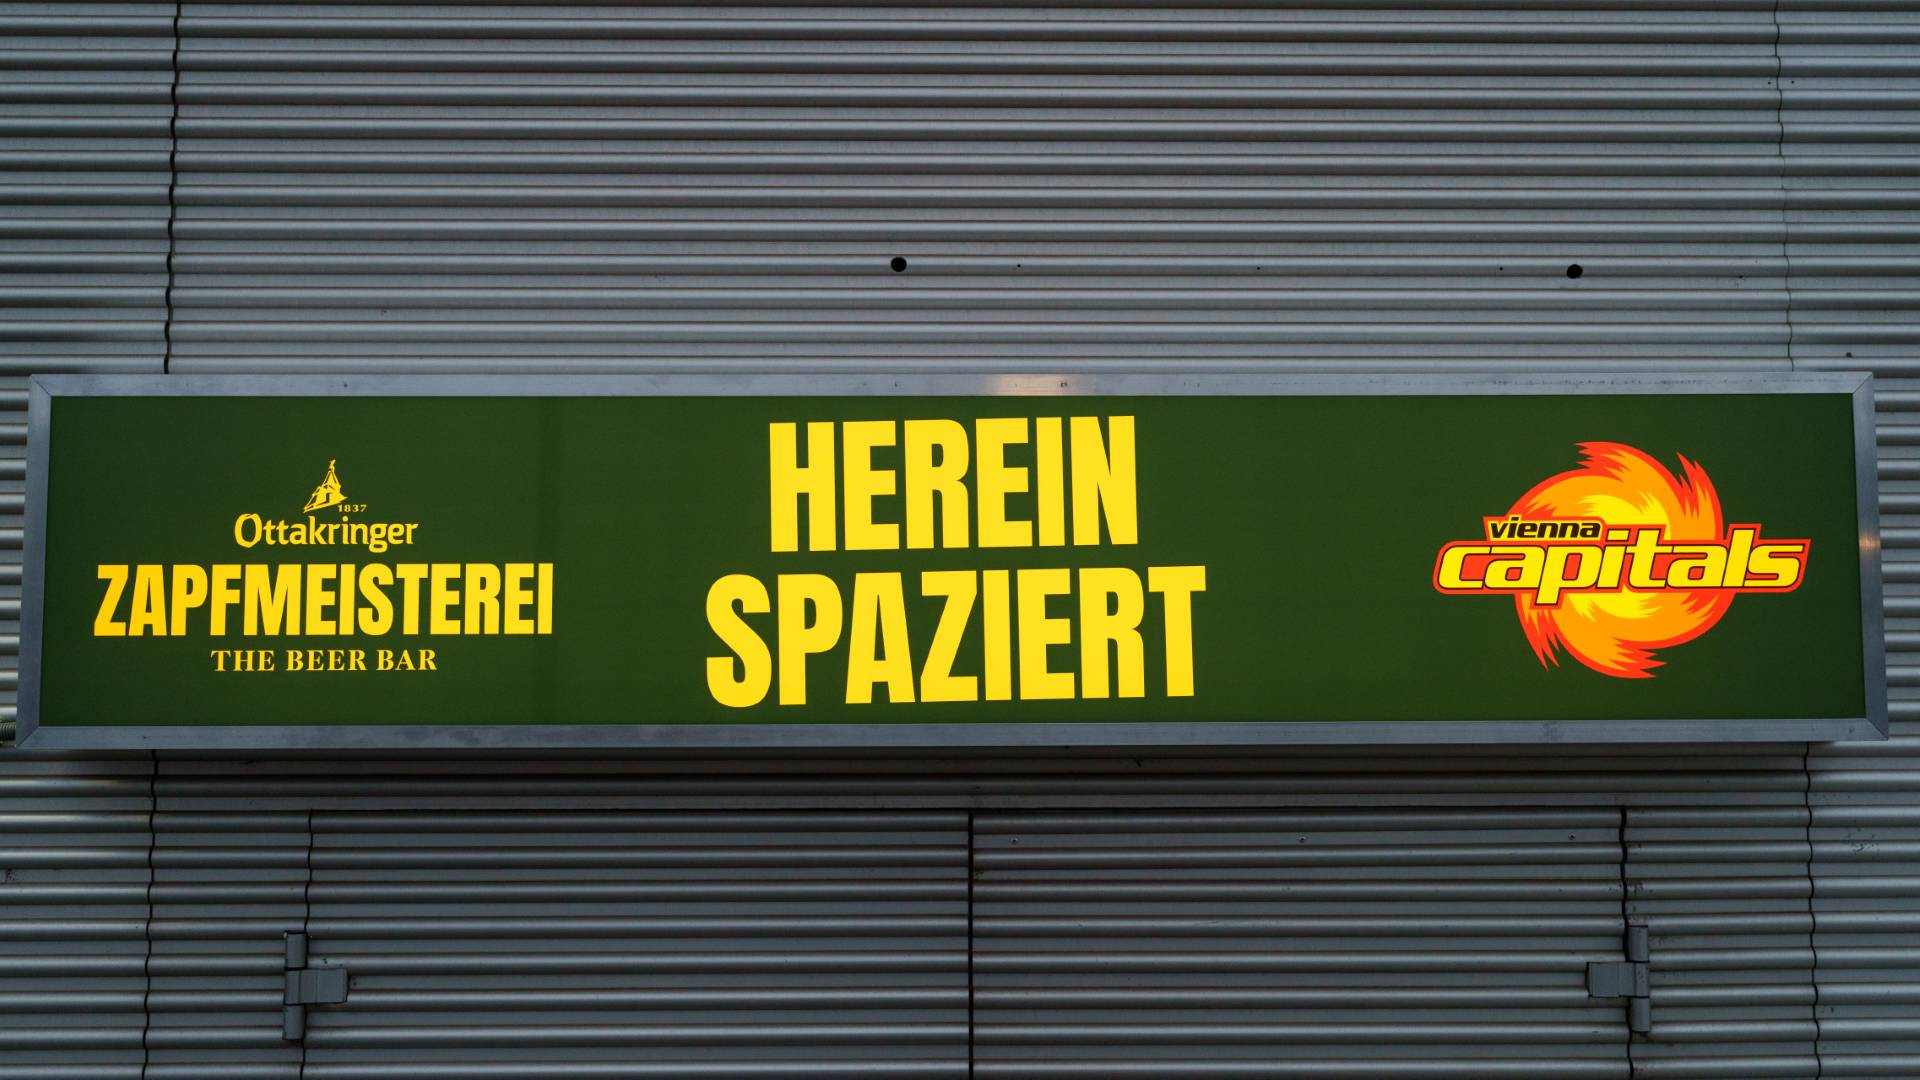 1837
Ottakringer
ZAPFMEISTEREI
THE BEER BAR
HEREIN
SPAZIERT
vienna
capitals